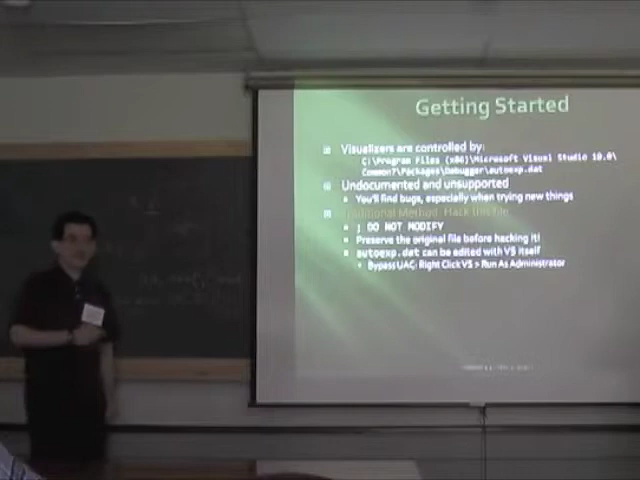 Getting Started
Visualizers are controlled by:
C:\Program Files (x86)\Microsoft Visual Studio 10.0\
Common7\Packages\Debugger\autoexp.dat
Undocumented and unsupported
You'll find bugs, especially when trying new things
Traditional Method: Hack this file
; DO NOT MODIFY
Preserve the original file before hacking it!
autoexp.dat can be edited with VS itself
Bypass UAC: Right Click VS > Run As Administrator